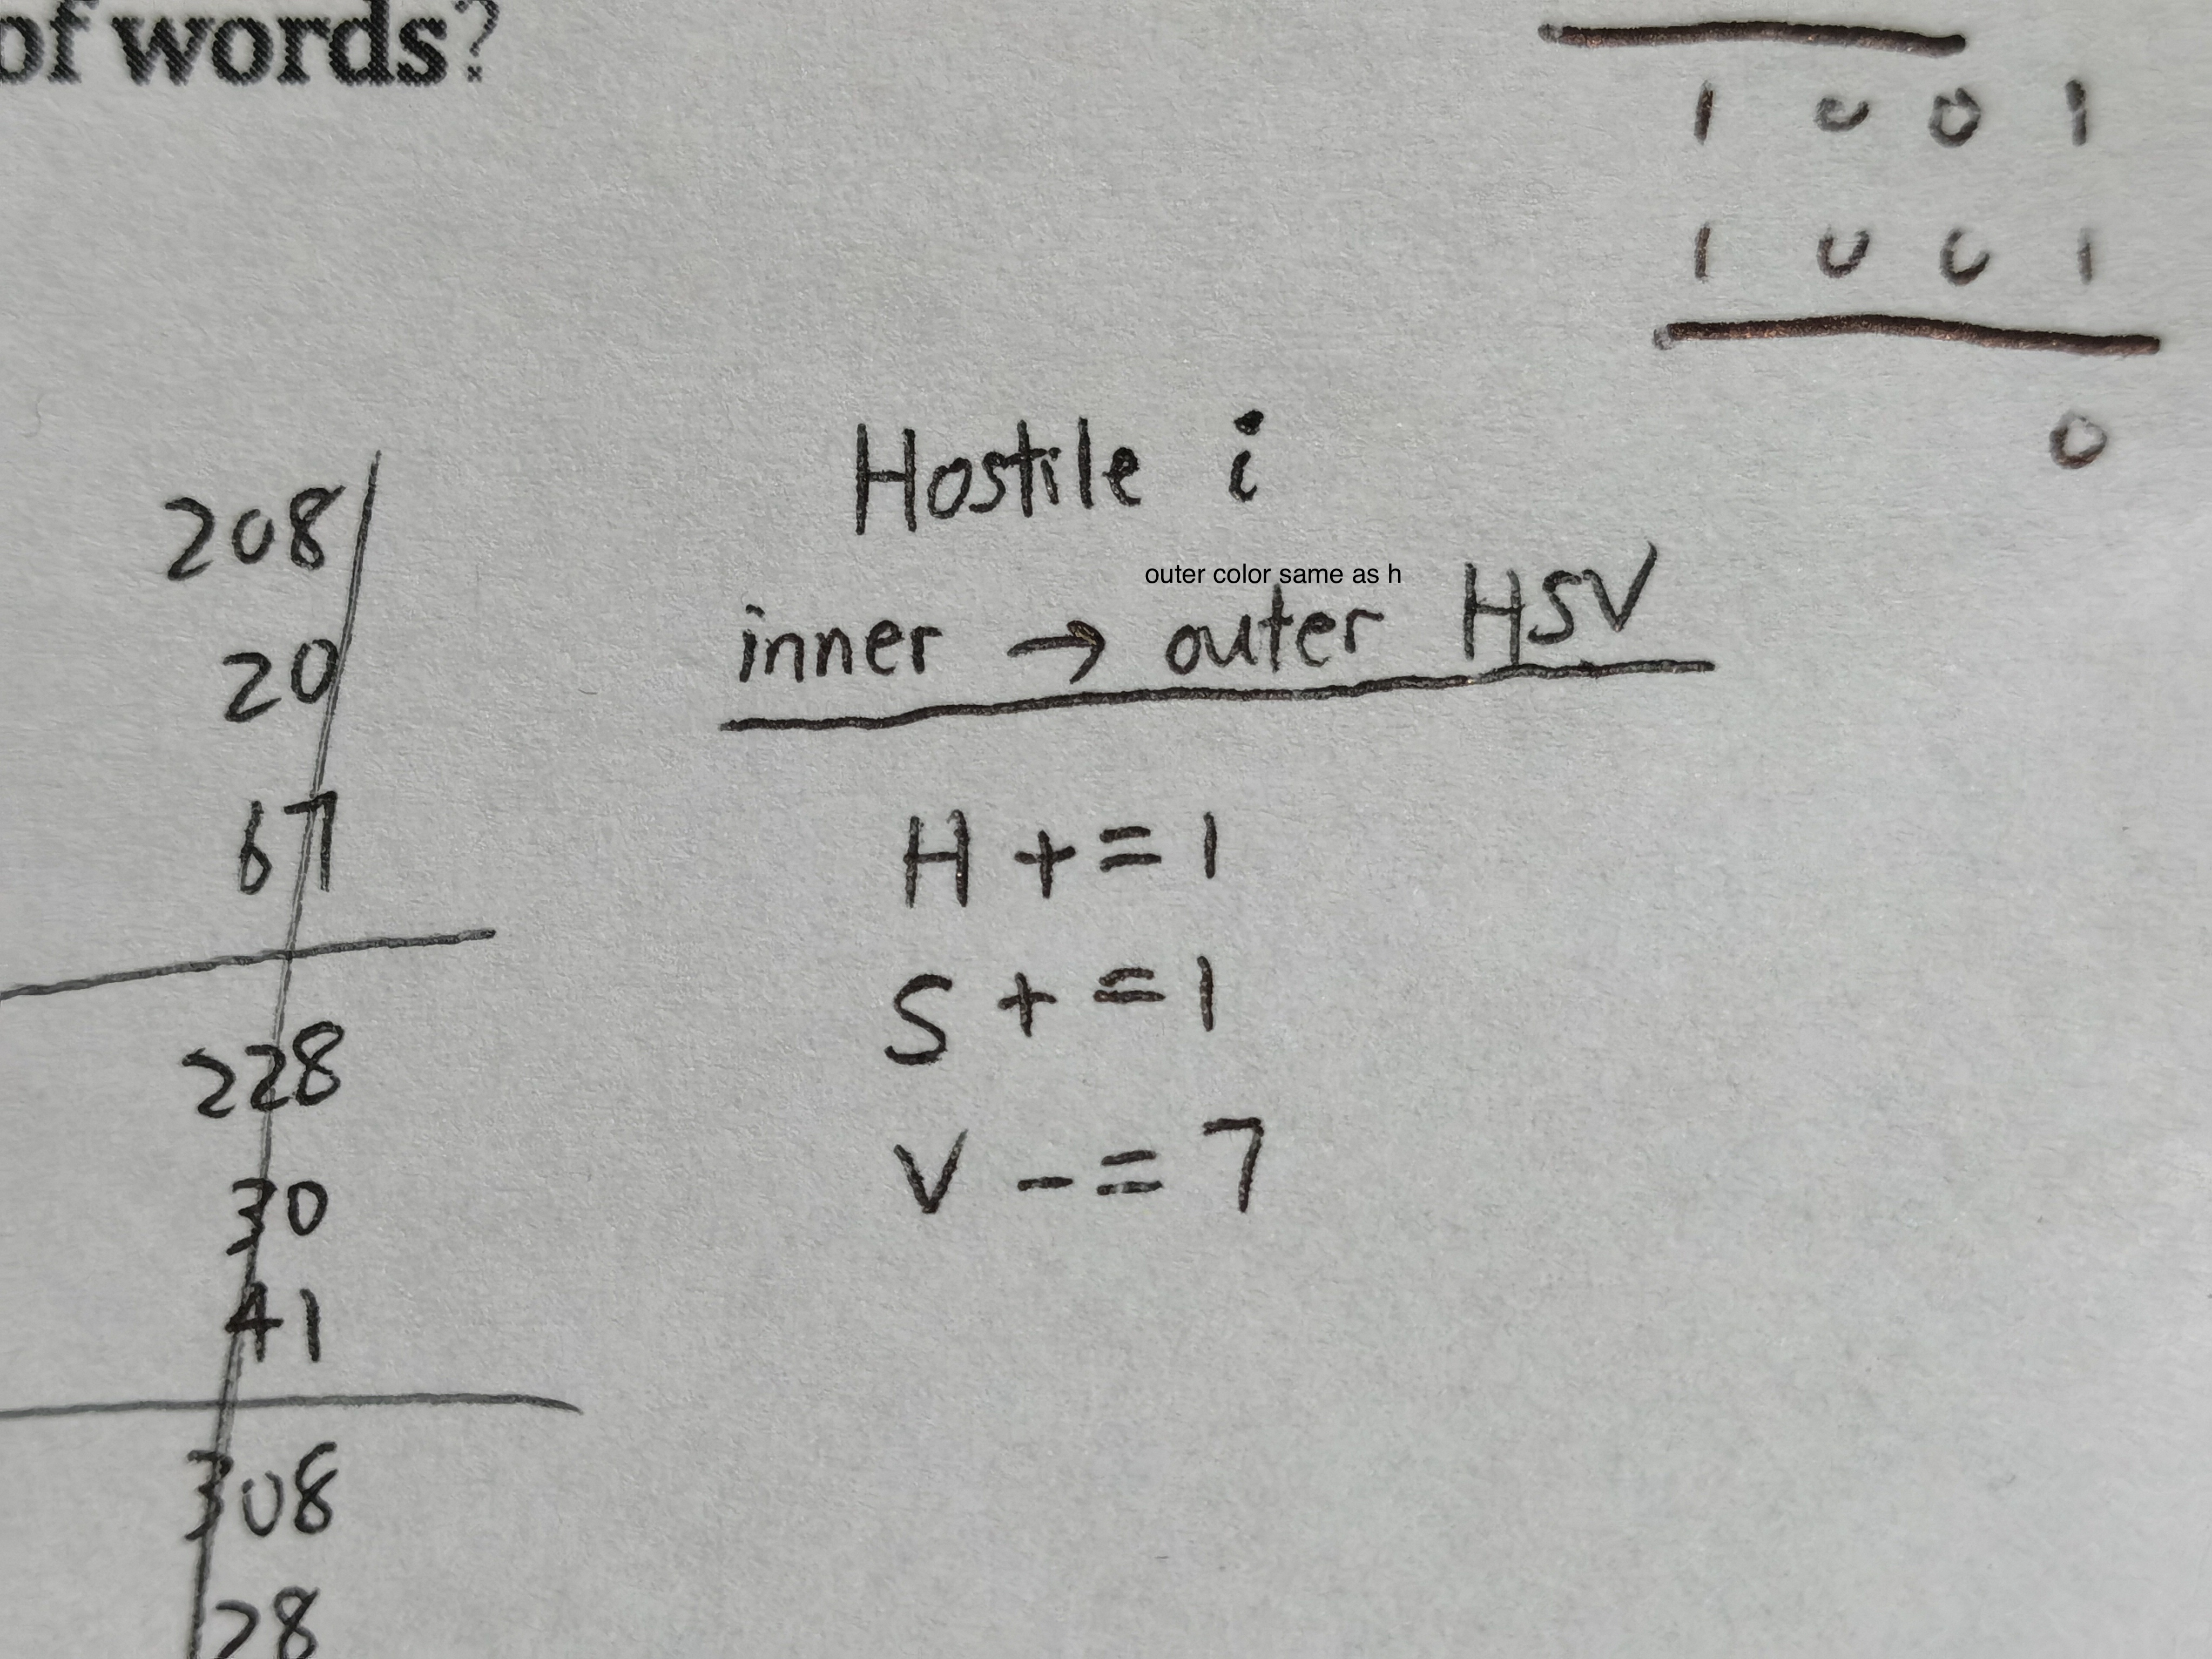 of words?
1 0 0 1
1 0 0 1
0
208
20
67
228
30
41
308
28
Hostile i
outer color same as h
inner → outer HSV
H += 1
S += 1
V -= 7